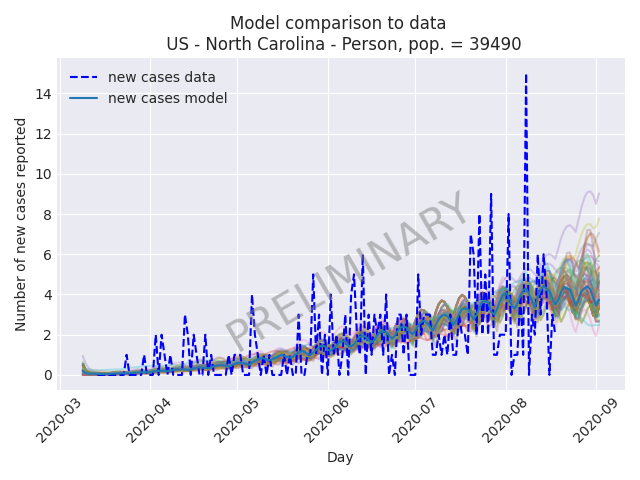 Model comparison to data
US - North Carolina - Person, pop. = 39490
new cases data
new cases model
PRELIMINARY
Number of new cases reported
14
12
10
8
6
4
2
0
2020-03
2020-04
2020-05
2020-06
2020-07
2020-08
2020-09
Day